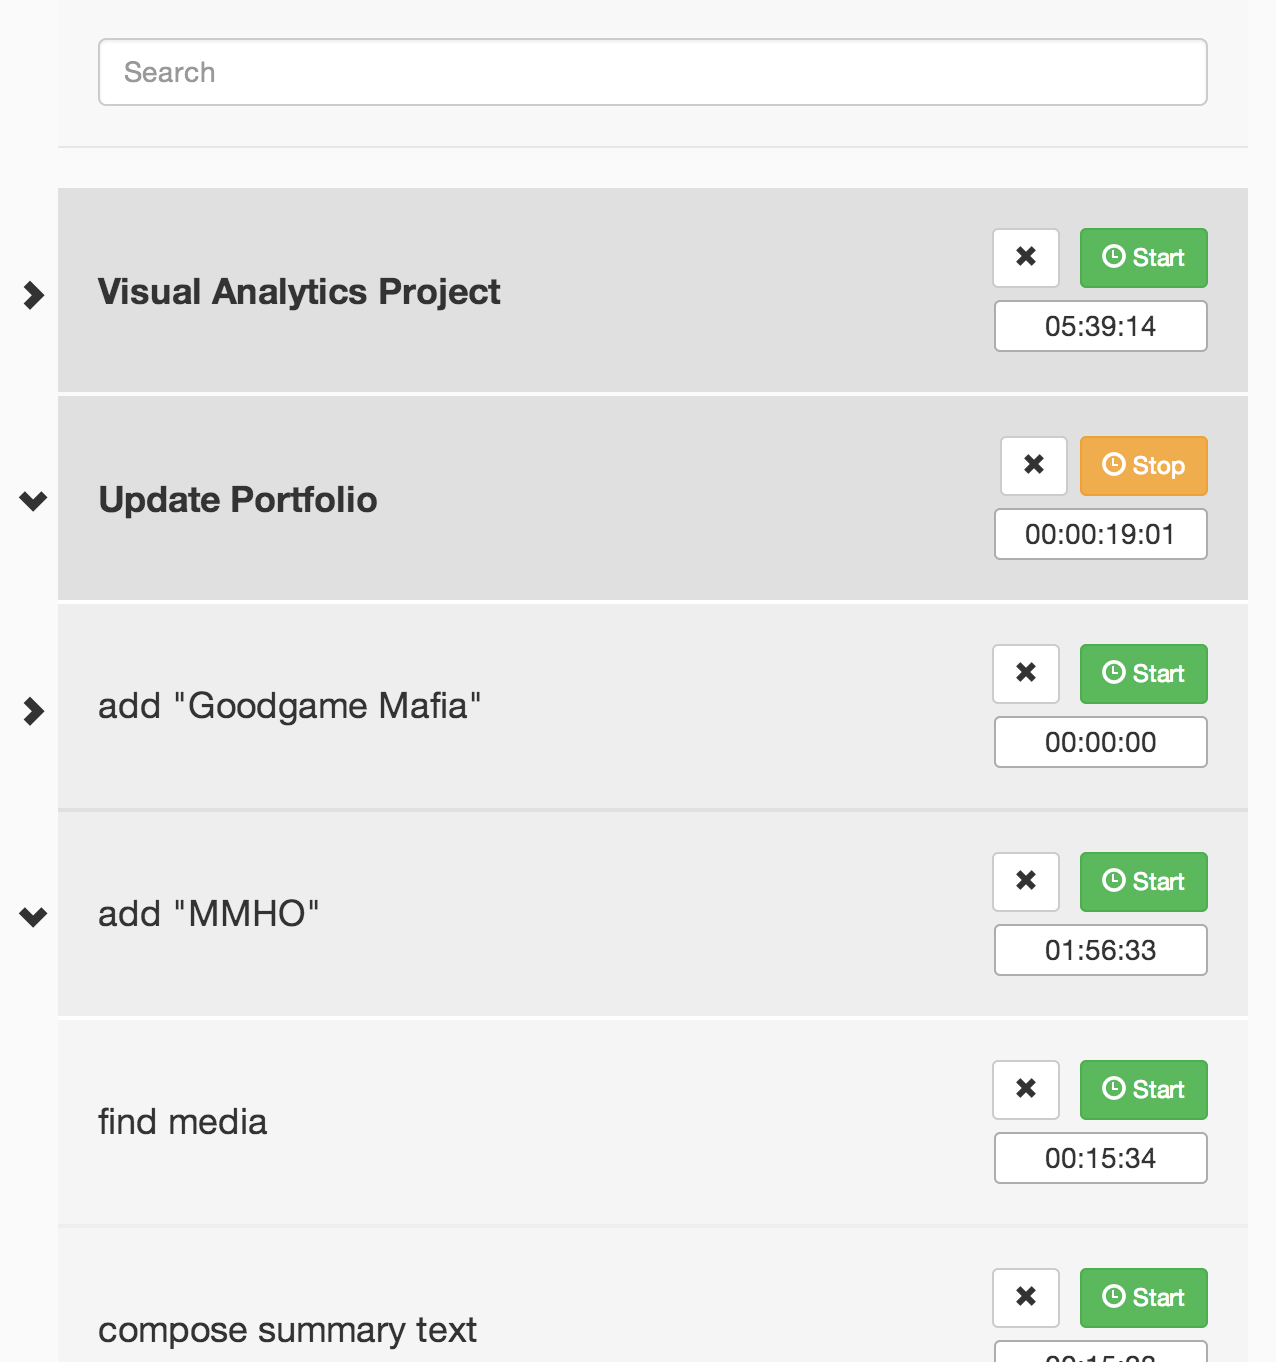 Search
Start
Visual Analytics Project
05:39:14
Stop
Update Portfolio
00:00:19:01
Start
add "Goodgame Mafia"
00:00:00
Start
add "MMHO"
01:56:33
Start
find media
00:15:34
Start
compose summary text